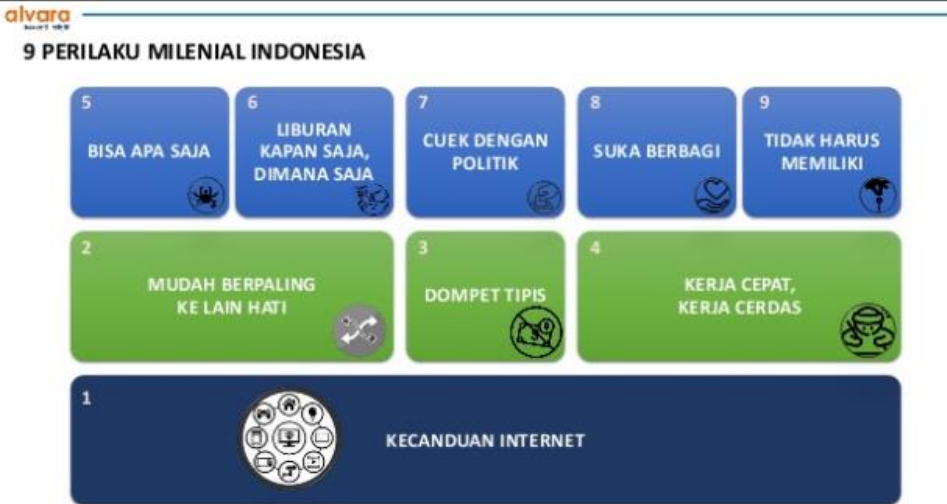 alvara
9 PERILAKU MILENIAL INDONESIA
5
BISA APA SAJA
6
LIBURAN
KAPAN SAJA,
DIMANA SAJA
7
CUEK DENGAN
POLITIK
8
SUKA BERBAGI
9
TIDAK HARUS
MEMILIKI
2
MUDAH BERPALING
KE LAIN HATI
3
DOMPET TIPIS
4
KERJA CEPAT,
KERJA CERDAS
1
KECANDUAN INTERNET